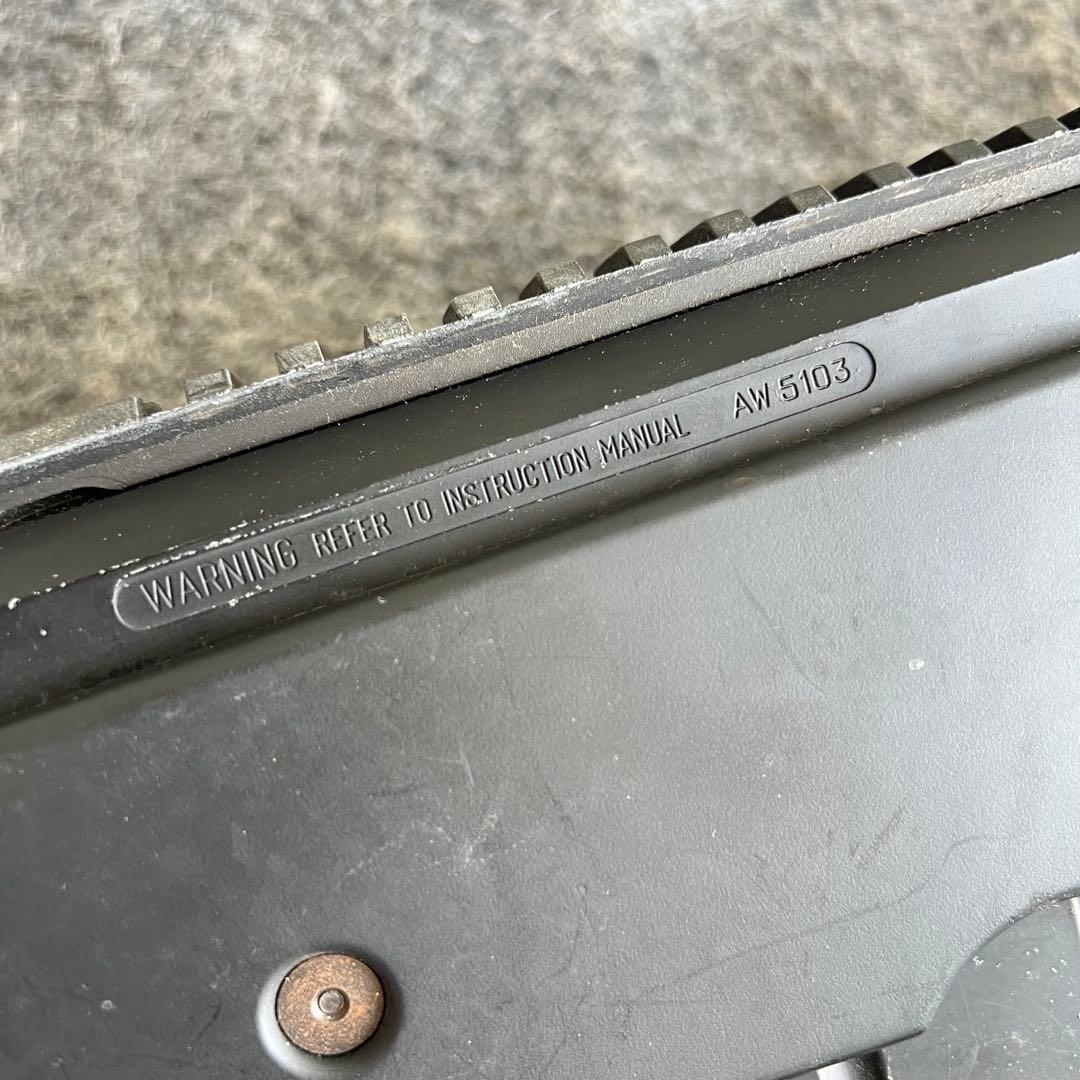 WARNING REFER TO INSTRUCTION MANUAL AW 5103